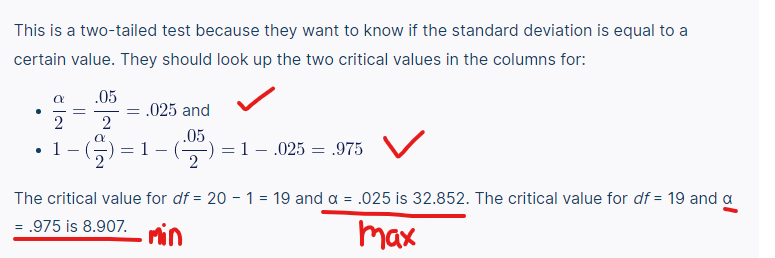 This is a two-tailed test because they want to know if the standard deviation is equal to a
certain value. They should look up the two critical values in the columns for:
• α/2 = .05/2 = .025 and
• 1 − (α/2) = 1 − (.05/2) = 1 − .025 = .975
The critical value for df = 20 − 1 = 19 and α = .025 is 32.852. The critical value for df = 19 and α
= .975 is 8.907.
min
max